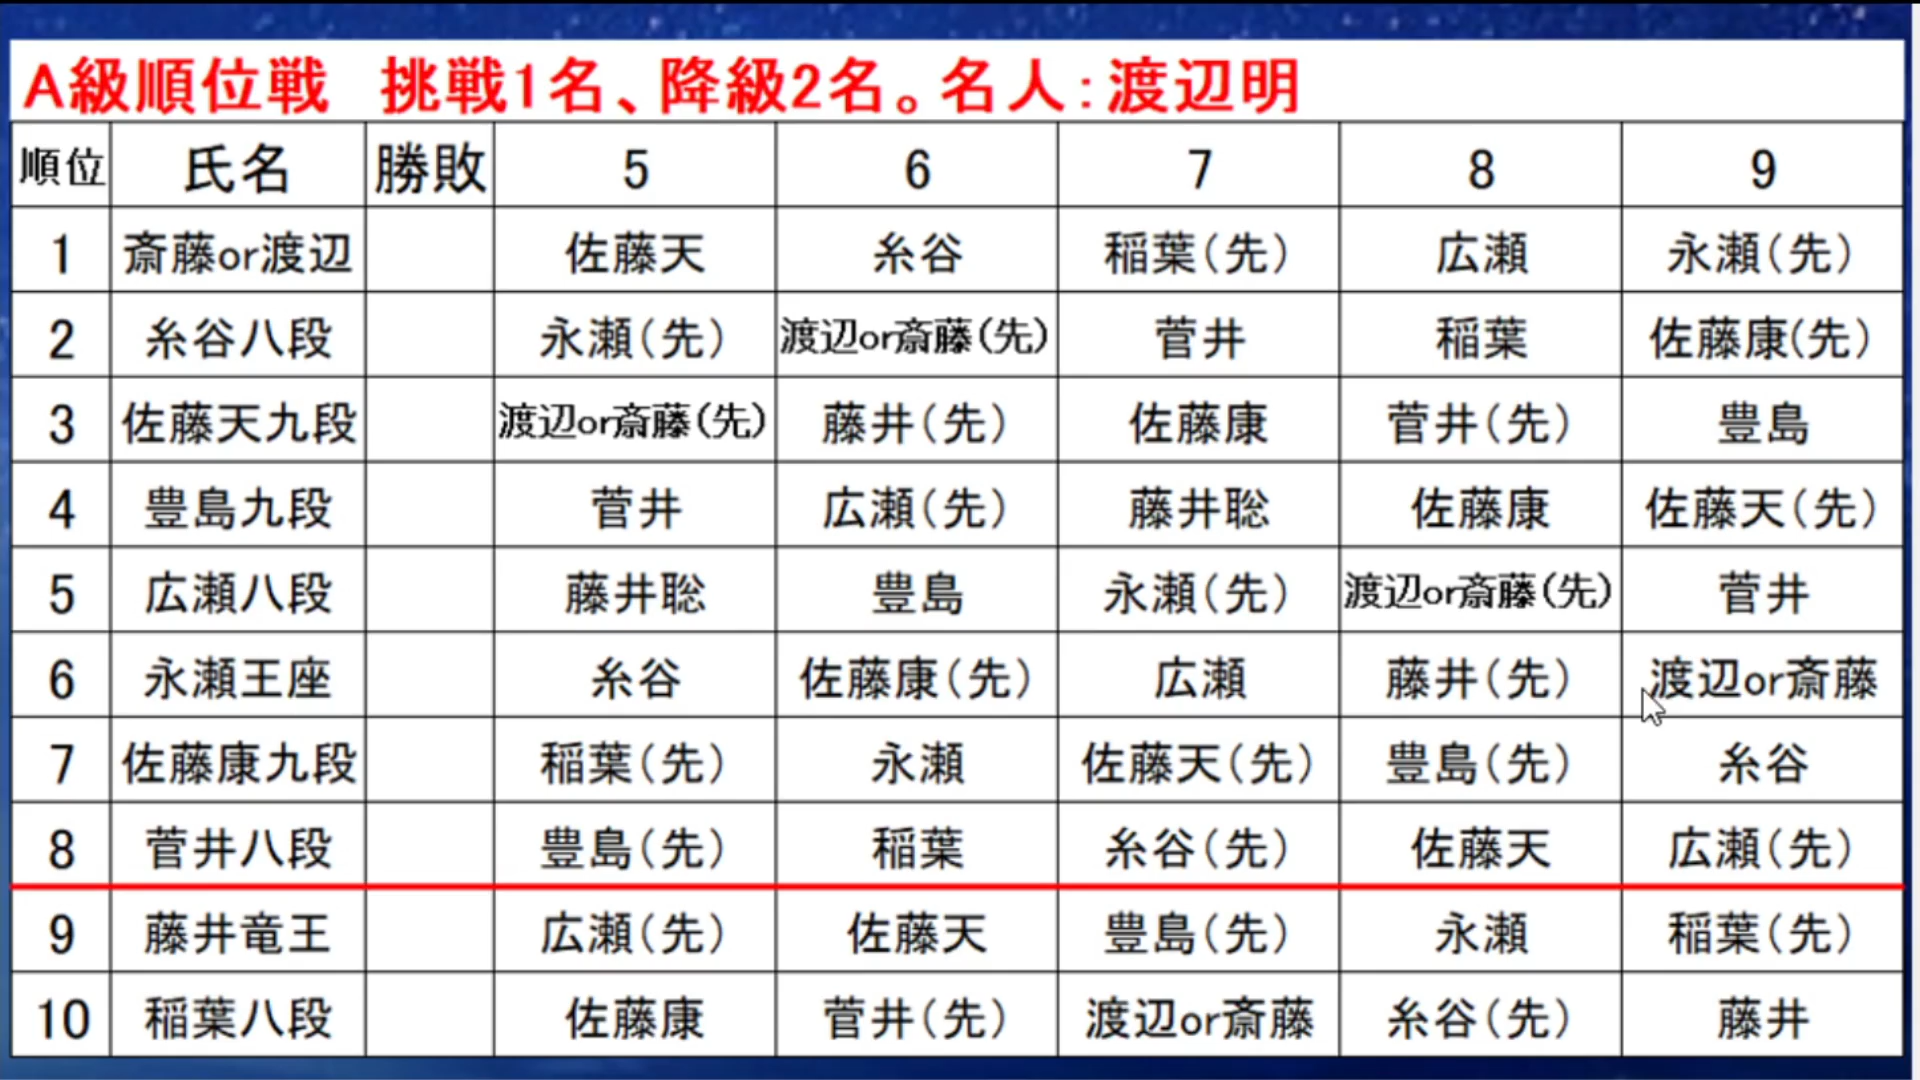 A級順位戦　挑戦1名、降級2名。名人：渡辺明
順位 氏名 勝敗 5 6 7 8 9
1 斎藤or渡辺 佐藤天 糸谷 稲葉(先) 広瀬 永瀬(先)
2 糸谷八段 永瀬(先) 渡辺or斎藤(先) 菅井 稲葉 佐藤康(先)
3 佐藤天九段 渡辺or斎藤(先) 藤井(先) 佐藤康 菅井(先) 豊島
4 豊島九段 菅井 広瀬(先) 藤井聡 佐藤康 佐藤天(先)
5 広瀬八段 藤井聡 豊島 永瀬(先) 渡辺or斎藤(先) 菅井
6 永瀬王座 糸谷 佐藤康(先) 広瀬 藤井(先) 渡辺or斎藤
7 佐藤康九段 稲葉(先) 永瀬 佐藤天(先) 豊島(先) 糸谷
8 菅井八段 豊島(先) 稲葉 糸谷(先) 佐藤天 広瀬(先)
9 藤井竜王 広瀬(先) 佐藤天 豊島(先) 永瀬 稲葉(先)
10 稲葉八段 佐藤康 菅井(先) 渡辺or斎藤 糸谷(先) 藤井